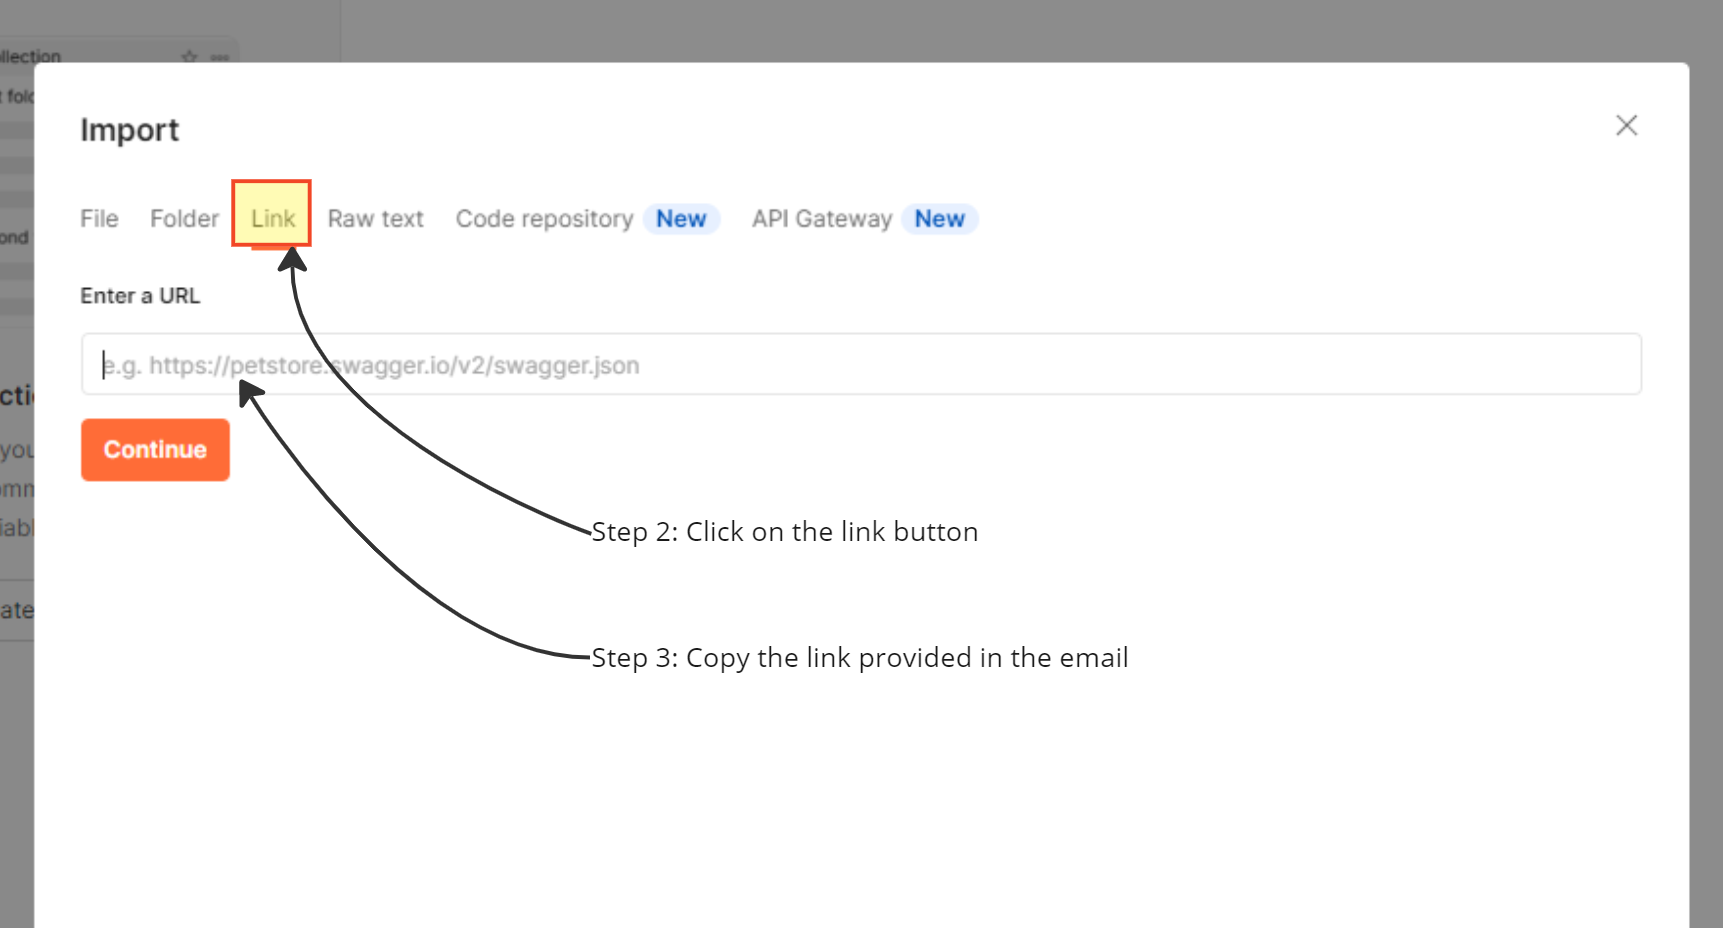 llection
t fold
Import
File Folder Link Raw text Code repository New API Gateway New
ond
Enter a URL
e.g. https://petstore.swagger.io/v2/swagger.json
cti
you
Continue
omm
iabl
Step 2: Click on the link button
ate
Step 3: Copy the link provided in the email